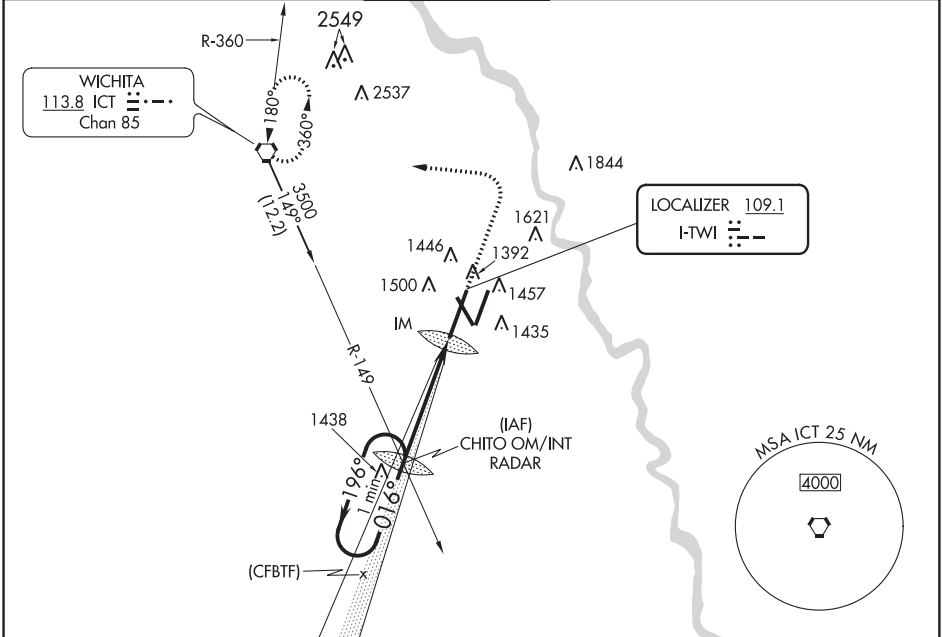 2549
R-360
2537
WICHITA
113.8 ICT
Chan 85
180°
360°
1844
3500
149°
(12.2)
LOCALIZER 109.1
I-TWI
1621
1446
1392
1500
1457
IM
1435
R-149
1438
(IAF)
CHITO OM/INT
RADAR
MSA ICT 25 NM
4000
196°
1 min
016°
(CFBTF)
x